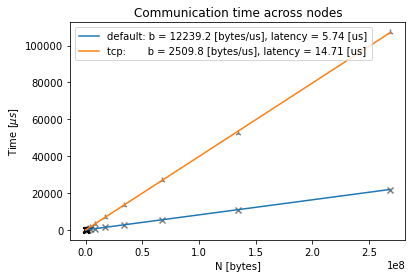 Communication time across nodes
default: b = 12239.2 [bytes/us], latency = 5.74 [us]
tcp: b = 2509.8 [bytes/us], latency = 14.71 [us]
Time [μs]
100000
80000
60000
40000
20000
0
0.0 0.5 1.0 1.5 2.0 2.5
1e8
N [bytes]